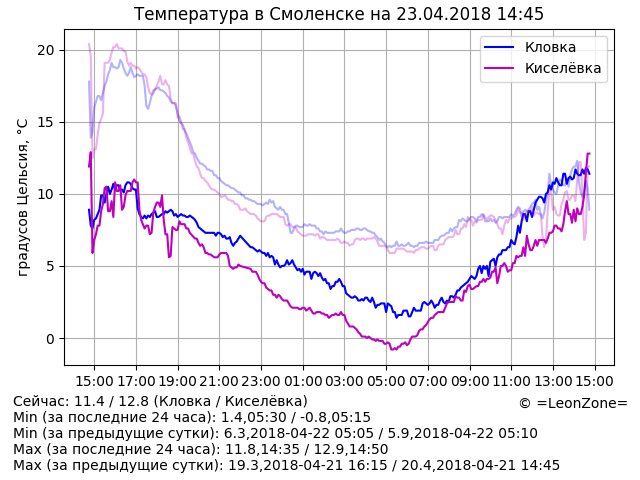 Температура в Смоленске на 23.04.2018 14:45
Кловка
Киселёвка
градусов Цельсия, °C
20
15
10
5
0
15:00 17:00 19:00 21:00 23:00 01:00 03:00 05:00 07:00 09:00 11:00 13:00 15:00
Сейчас: 11.4 / 12.8 (Кловка / Киселёвка)
© =LeonZone=
Min (за последние 24 часа): 1.4,05:30 / -0.8,05:15
Min (за предыдущие сутки): 6.3,2018-04-22 05:05 / 5.9,2018-04-22 05:10
Max (за последние 24 часа): 11.8,14:35 / 12.9,14:50
Max (за предыдущие сутки): 19.3,2018-04-21 16:15 / 20.4,2018-04-21 14:45